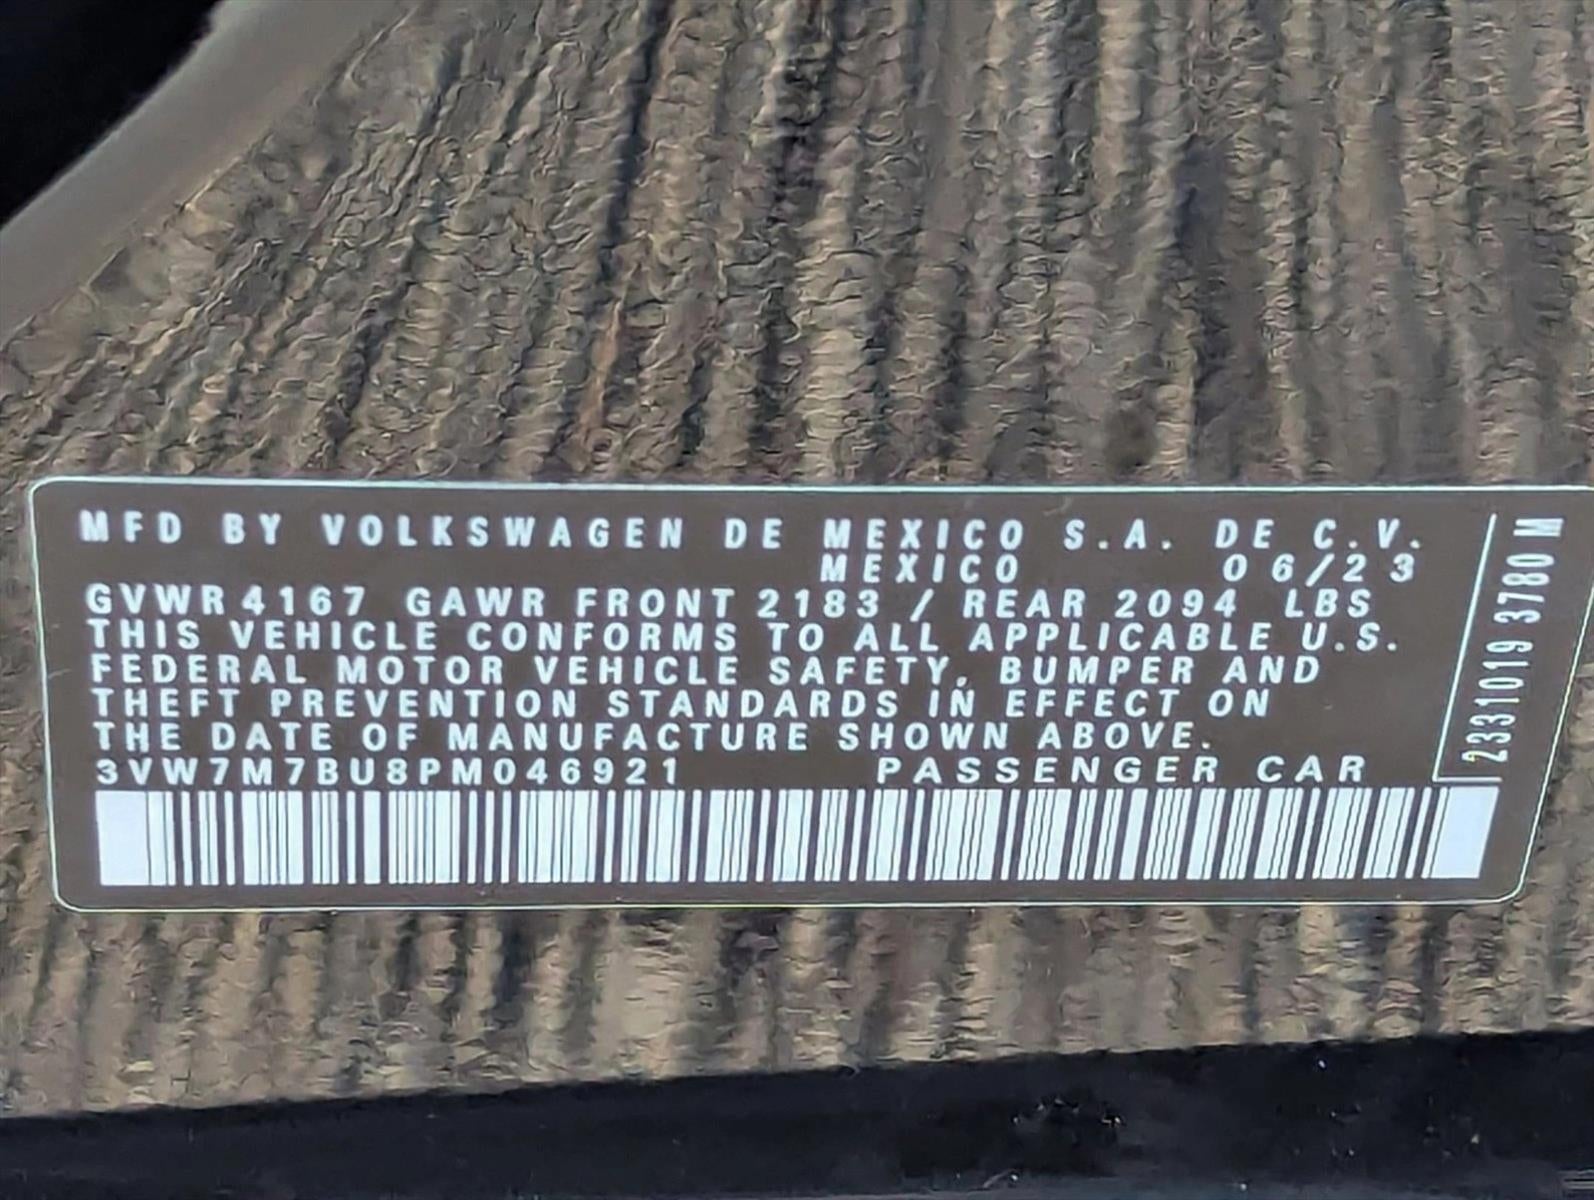 MFD BY VOLKSWAGEN DE MEXICO S.A. DE C.V.
MEXICO 06/23
GVWR 4167 GAWR FRONT 2183 / REAR 2094 LBS
THIS VEHICLE CONFORMS TO ALL APPLICABLE U.S.
FEDERAL MOTOR VEHICLE SAFETY, BUMPER AND
THEFT PREVENTION STANDARDS IN EFFECT ON
THE DATE OF MANUFACTURE SHOWN ABOVE.
3VW7M7BU8PM046921 PASSENGER CAR
2331019 3780 M